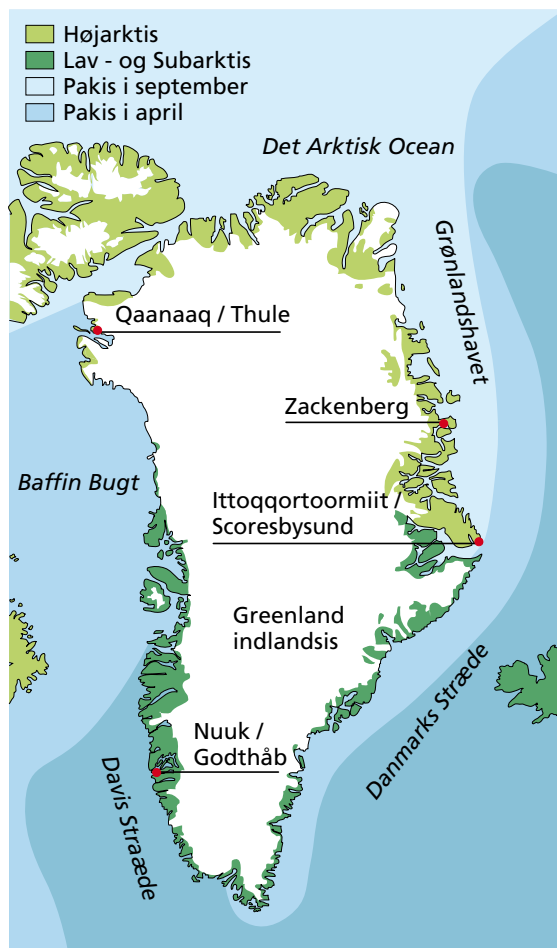 Højarktis
Lav - og Subarktis
Pakis i september
Pakis i april
Det Arktisk Ocean
Grønlandshavet
Qaanaaq / Thule
Zackenberg
Baffin Bugt
Ittoqqortoormiit /
Scoresbysund
Greenland
indlandsis
Nuuk /
Godthåb
Danmarks Stræde
Davis Straæde